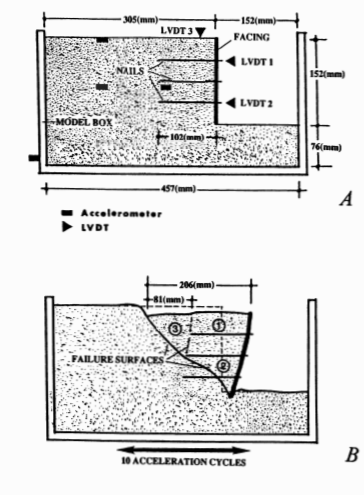 305(mm)
152(mm)
LVDT 3
FACING
NAILS
LVDT 1
152(mm)
LVDT 2
MODEL BOX
102(mm)
76(mm)
457(mm)
A
Accelerometer
LVDT
206(mm)
81(mm)
3
1
FAILURE SURFACES
2
B
10 ACCELERATION CYCLES